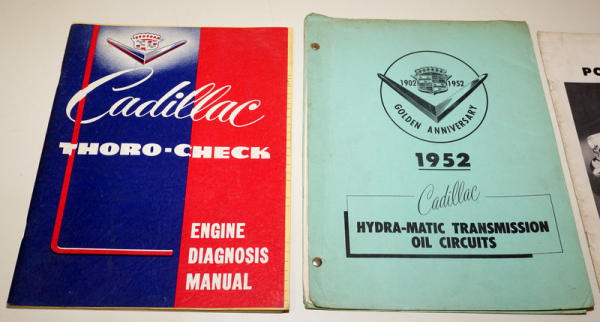 Cadillac
THORO-CHECK
ENGINE
DIAGNOSIS
MANUAL
1902 1952
GOLDEN ANNIVERSARY
1952
Cadillac
HYDRA-MATIC TRANSMISSION
OIL CIRCUITS
PO